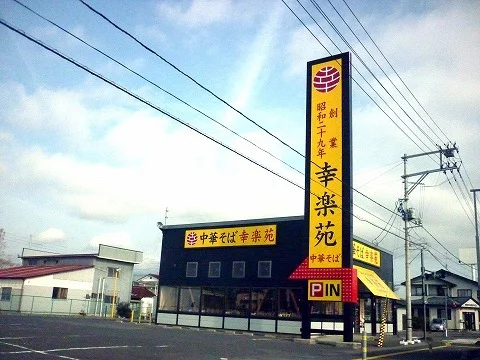 創業
昭和二十九年
幸楽苑
中華そば
PIN
中華そば 幸楽苑
中華そば 幸楽苑